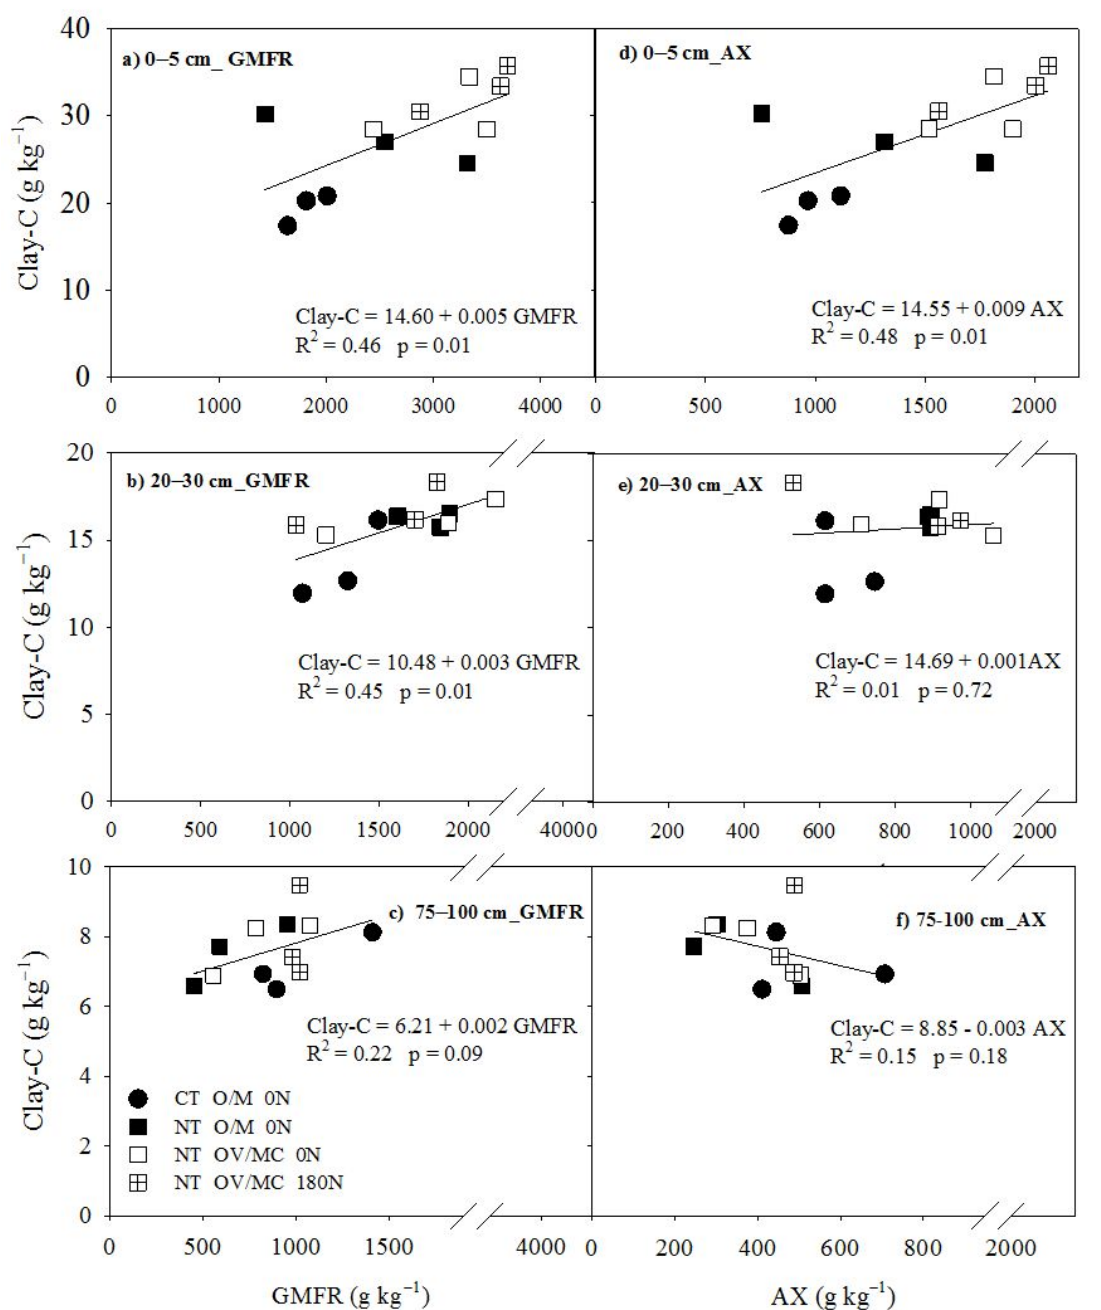 40
30
20
10
0
Clay-C (g kg⁻¹)
a) 0–5 cm_ GMFR
Clay-C = 14.60 + 0.005 GMFR
R² = 0.46 p = 0.01
0 1000 2000 3000 4000
d) 0–5 cm_AX
Clay-C = 14.55 + 0.009 AX
R² = 0.48 p = 0.01
0 500 1000 1500 2000
20
15
10
5
0
Clay-C (g kg⁻¹)
b) 20–30 cm_GMFR
Clay-C = 10.48 + 0.003 GMFR
R² = 0.45 p = 0.01
0 500 1000 1500 2000 4000
e) 20–30 cm_AX
Clay-C = 14.69 + 0.001AX
R² = 0.01 p = 0.72
0 200 400 600 800 1000 2000
10
8
6
4
2
0
Clay-C (g kg⁻¹)
c) 75–100 cm_GMFR
Clay-C = 6.21 + 0.002 GMFR
R² = 0.22 p = 0.09
CT O/M 0N
NT O/M 0N
NT OV/MC 0N
NT OV/MC 180N
0 500 1000 1500 4000
GMFR (g kg⁻¹)
f) 75-100 cm_AX
Clay-C = 8.85 - 0.003 AX
R² = 0.15 p = 0.18
0 200 400 600 800 2000
AX (g kg⁻¹)